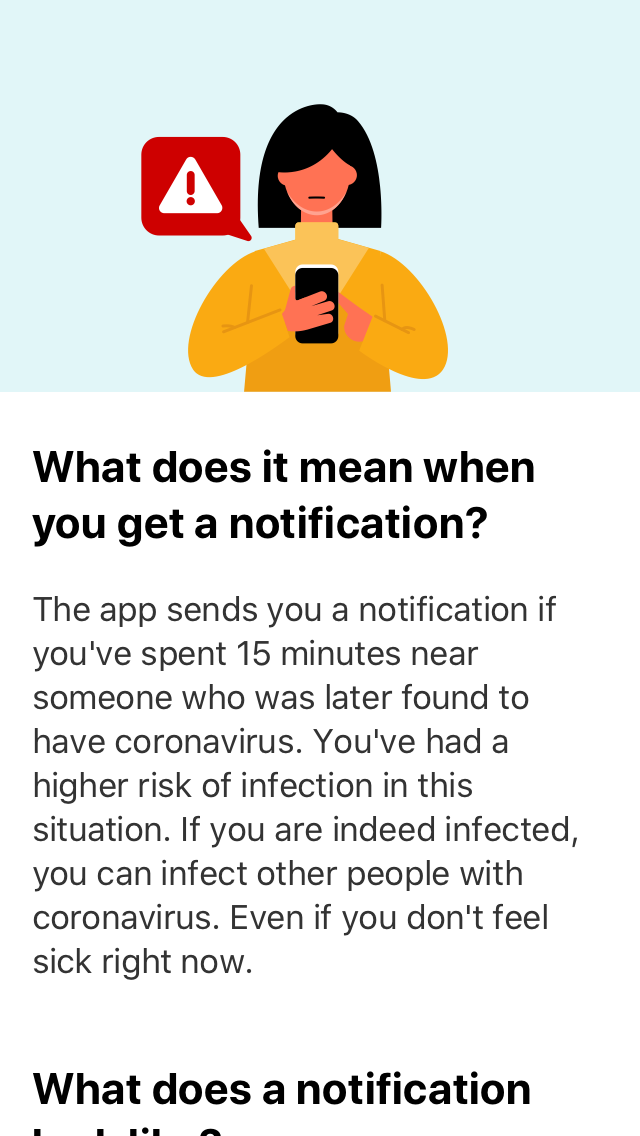 What does it mean when
you get a notification?
The app sends you a notification if
you've spent 15 minutes near
someone who was later found to
have coronavirus. You've had a
higher risk of infection in this
situation. If you are indeed infected,
you can infect other people with
coronavirus. Even if you don't feel
sick right now.
What does a notification
look like?